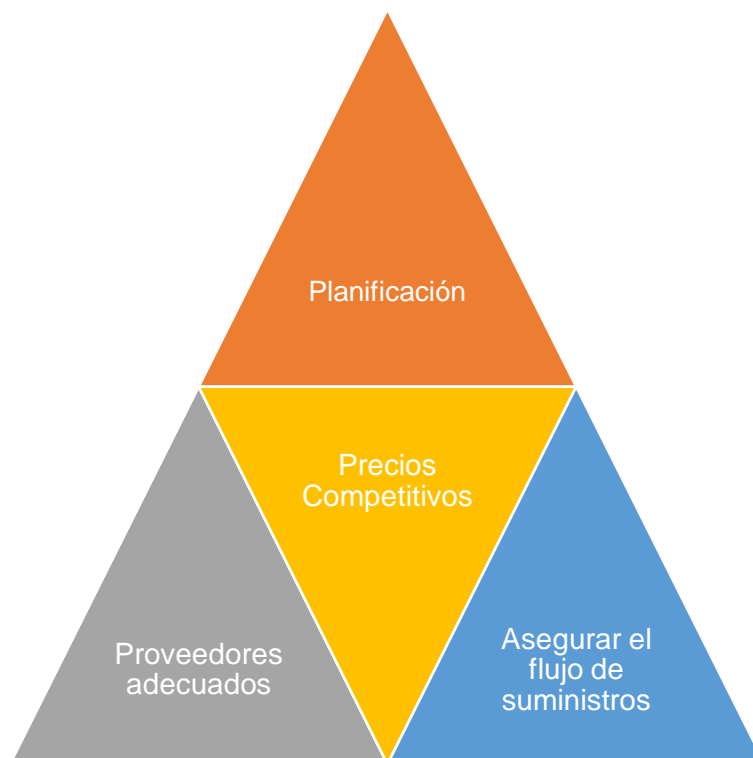 Planificación
Precios
Competitivos
Proveedores
adecuados
Asegurar el
flujo de
suministros